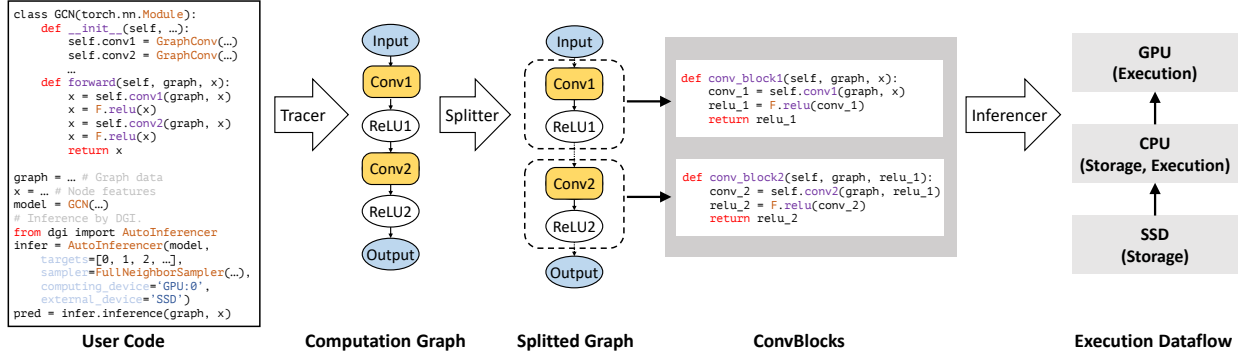 class GCN(torch.nn.Module):
    def __init__(self, …):
        self.conv1 = GraphConv(…)
        self.conv2 = GraphConv(…)
        …
    def forward(self, graph, x):
        x = self.conv1(graph, x)
        x = F.relu(x)
        x = self.conv2(graph, x)
        x = F.relu(x)
        return x
graph = … # Graph data
x = … # Node features
model = GCN(…)
# Inference by DGI.
from dgi import AutoInferencer
infer = AutoInferencer(model,
    targets=[0, 1, 2, …],
    sampler=FullNeighborSampler(…),
    computing_device='GPU:0',
    external_device='SSD')
pred = infer.inference(graph, x)
User Code
Tracer
Input
Conv1
ReLU1
Conv2
ReLU2
Output
Computation Graph
Splitter
Input
Conv1
ReLU1
Conv2
ReLU2
Output
Splitted Graph
def conv_block1(self, graph, x):
    conv_1 = self.conv1(graph, x)
    relu_1 = F.relu(conv_1)
    return relu_1
def conv_block2(self, graph, relu_1):
    conv_2 = self.conv2(graph, relu_1)
    relu_2 = F.relu(conv_2)
    return relu_2
ConvBlocks
Inferencer
GPU
(Execution)
CPU
(Storage, Execution)
SSD
(Storage)
Execution Dataflow